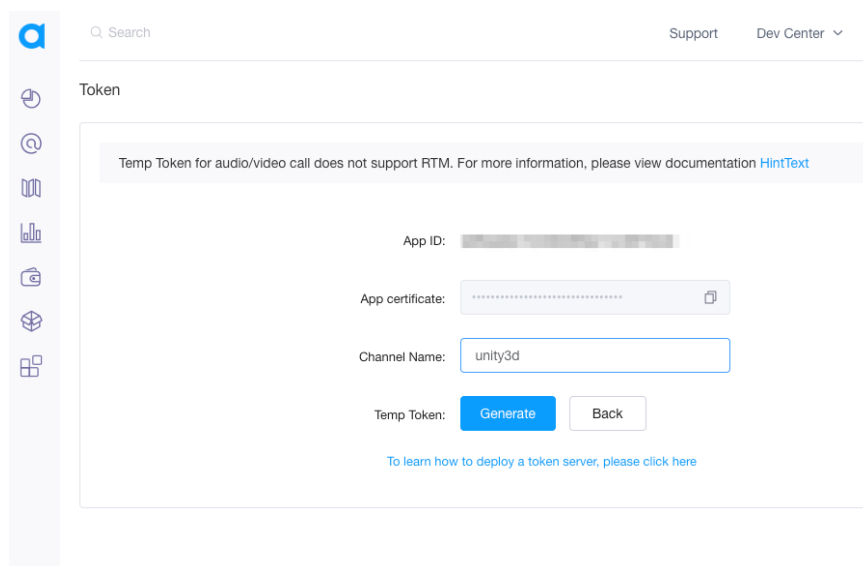 Search
Support Dev Center
Token
Temp Token for audio/video call does not support RTM. For more information, please view documentation HintText
App ID:
App certificate:
Channel Name: unity3d
Temp Token: Generate Back
To learn how to deploy a token server, please click here